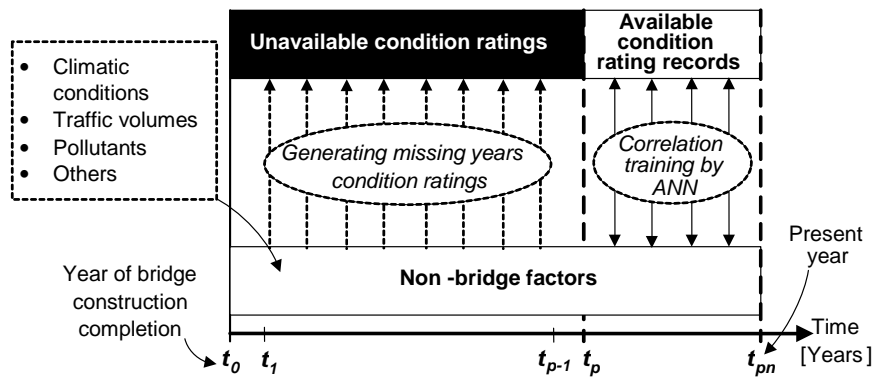 Unavailable condition ratings
Available
condition
rating records
• Climatic
conditions
• Traffic volumes
• Pollutants
• Others
Generating missing years
condition ratings
Correlation
training by
ANN
Non -bridge factors
Present
year
Year of bridge
construction
completion
Time
[Years]
t0 t1 tp-1 tp tpn